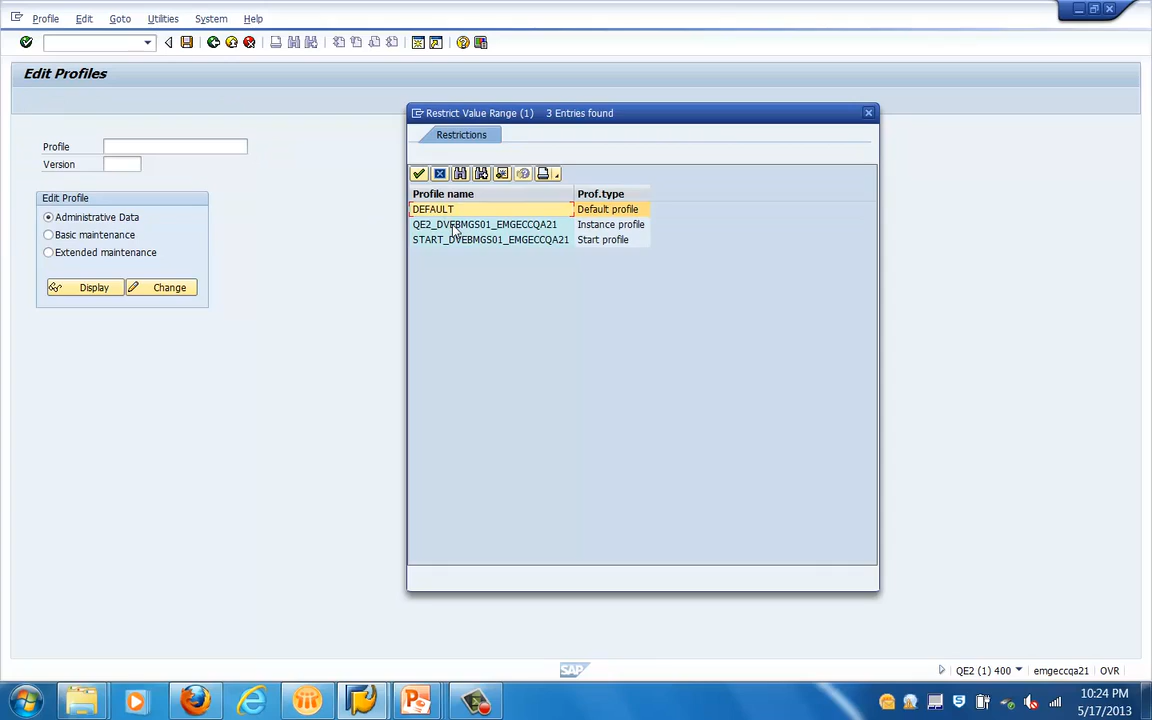 Profile Edit Goto Utilities System Help
Edit Profiles
Restrict Value Range (1) 3 Entries found
Restrictions
Profile
Version
Edit Profile
Administrative Data
Basic maintenance
Extended maintenance
Display Change
Profile name Prof.type
DEFAULT Default profile
QE2_DVEBMGS01_EMGECCQA21 Instance profile
START_DVEBMGS01_EMGECCQA21 Start profile
SAP
QE2 (1) 400 emgeccqa21 OVR
10:24 PM
5/17/2013